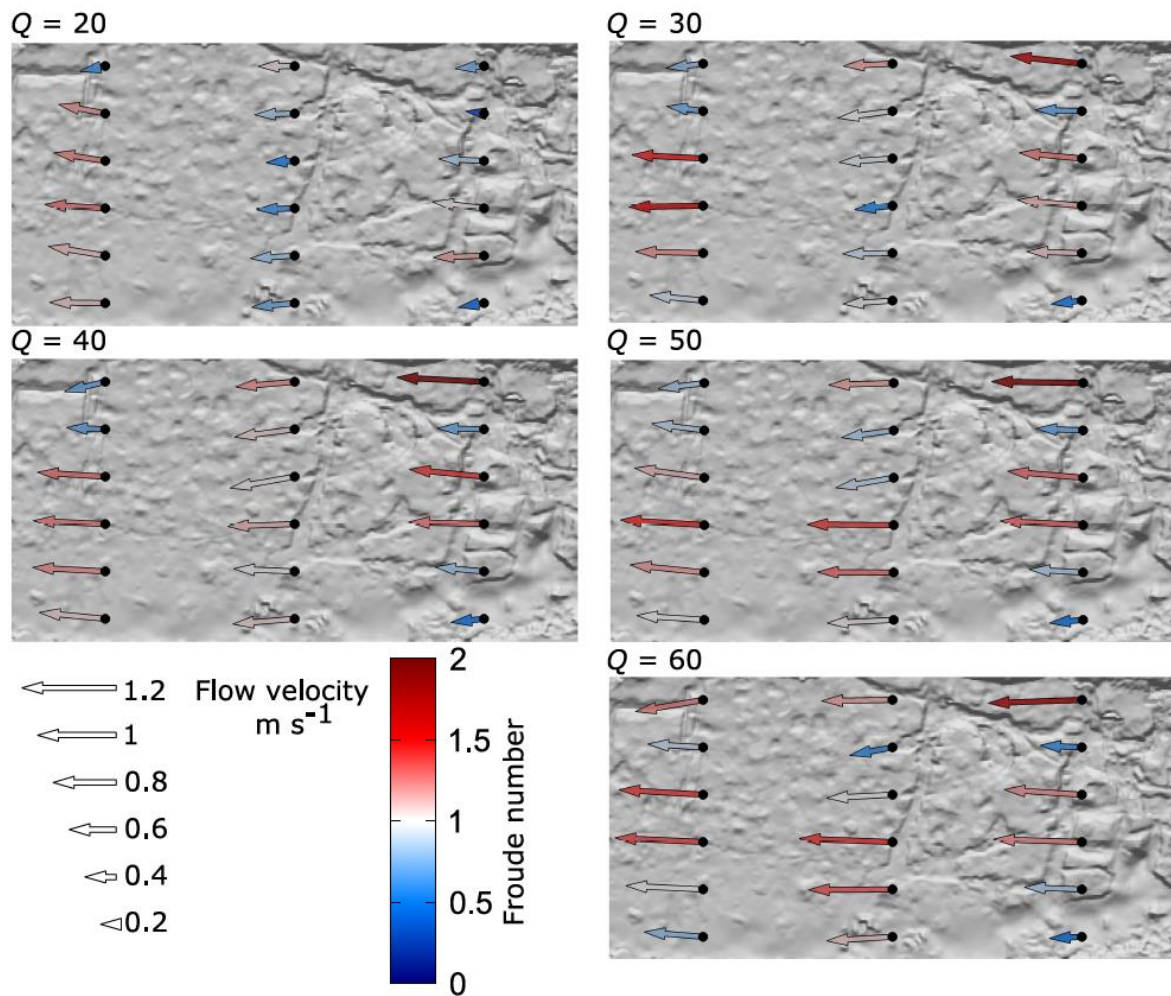 Q = 20
Q = 30
Q = 40
Q = 50
Q = 60
1.2
1
0.8
0.6
0.4
0.2
Flow velocity
m s⁻¹
2
1.5
1
0.5
0
Froude number